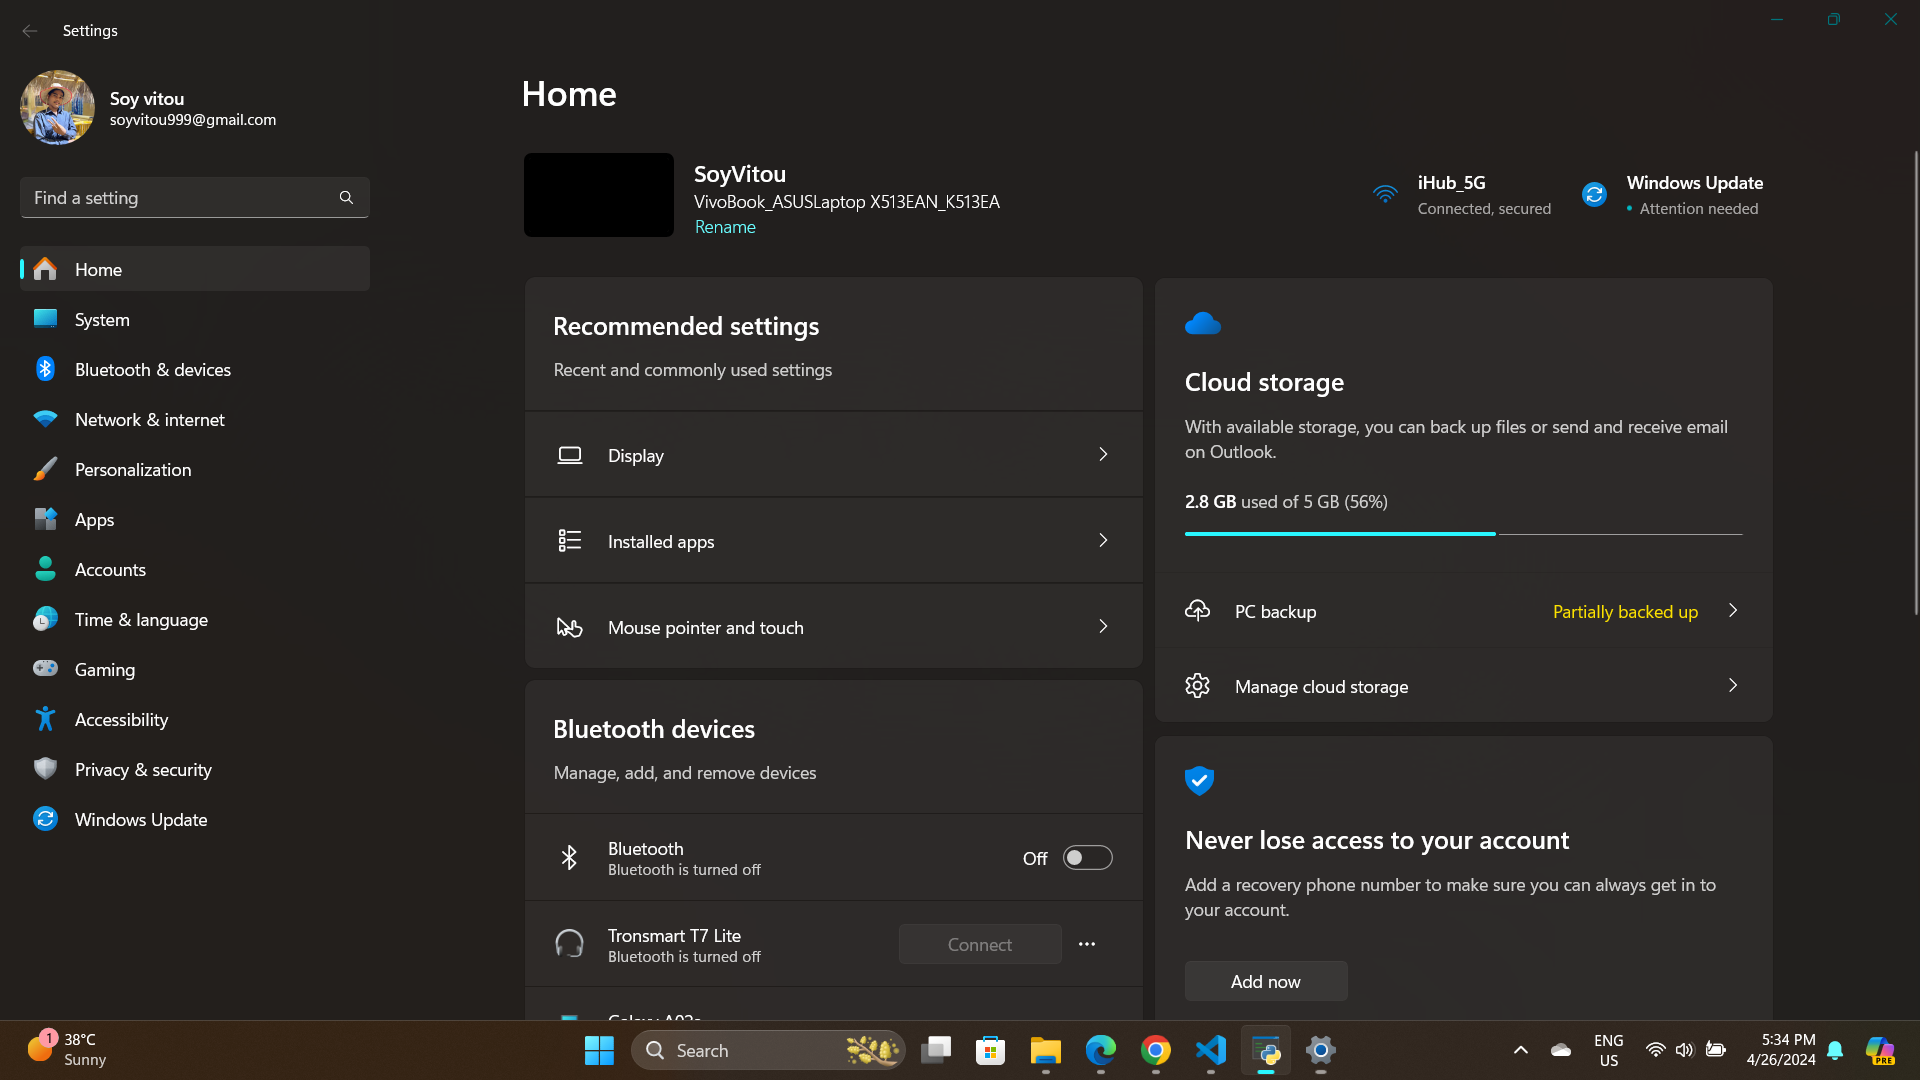 Settings
Soy vitou
soyvitou999@gmail.com
Find a setting
Home
System
Bluetooth & devices
Network & internet
Personalization
Apps
Accounts
Time & language
Gaming
Accessibility
Privacy & security
Windows Update
Home
SoyVitou
VivoBook_ASUSLaptop X513EAN_K513EA
Rename
iHub_5G
Connected, secured
Windows Update
Attention needed
Recommended settings
Recent and commonly used settings
Display
Installed apps
Mouse pointer and touch
Bluetooth devices
Manage, add, and remove devices
Bluetooth
Bluetooth is turned off
Off
Tronsmart T7 Lite
Bluetooth is turned off
Connect
Cloud storage
With available storage, you can back up files or send and receive email
on Outlook.
2.8 GB used of 5 GB (56%)
PC backup
Partially backed up
Manage cloud storage
Never lose access to your account
Add a recovery phone number to make sure you can always get in to
your account.
Add now
1
38°C
Sunny
Search
ENG
US
5:34 PM
4/26/2024
PRE